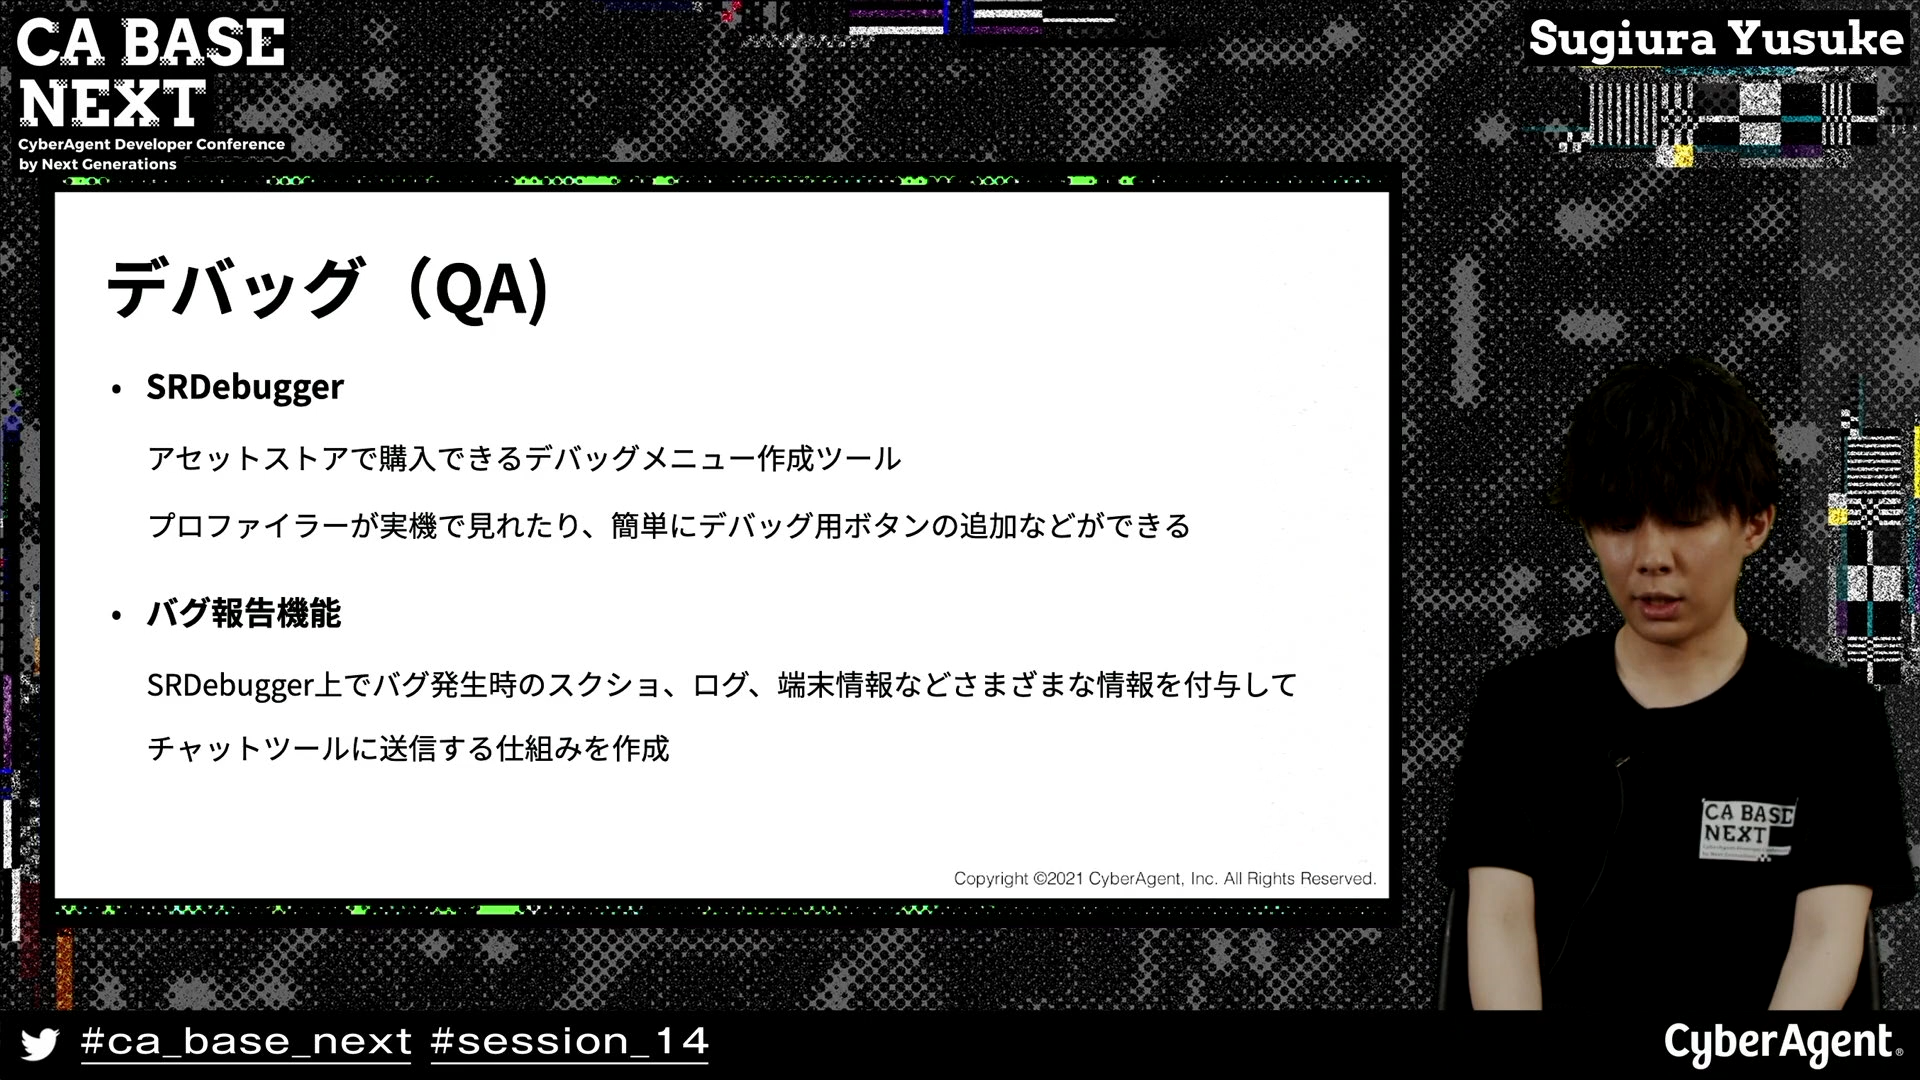 CA BASE
NEXT
CyberAgent Developer Conference
by Next Generations
Sugiura Yusuke
デバッグ（QA)
• SRDebugger
アセットストアで購入できるデバッグメニュー作成ツール
プロファイラーが実機で見れたり、簡単にデバッグ用ボタンの追加などができる
• バグ報告機能
SRDebugger上でバグ発生時のスクショ、ログ、端末情報などさまざまな情報を付与して
チャットツールに送信する仕組みを作成
Copyright ©2021 CyberAgent, Inc. All Rights Reserved.
CA BASE
NEXT
#ca_base_next #session_14
CyberAgent®